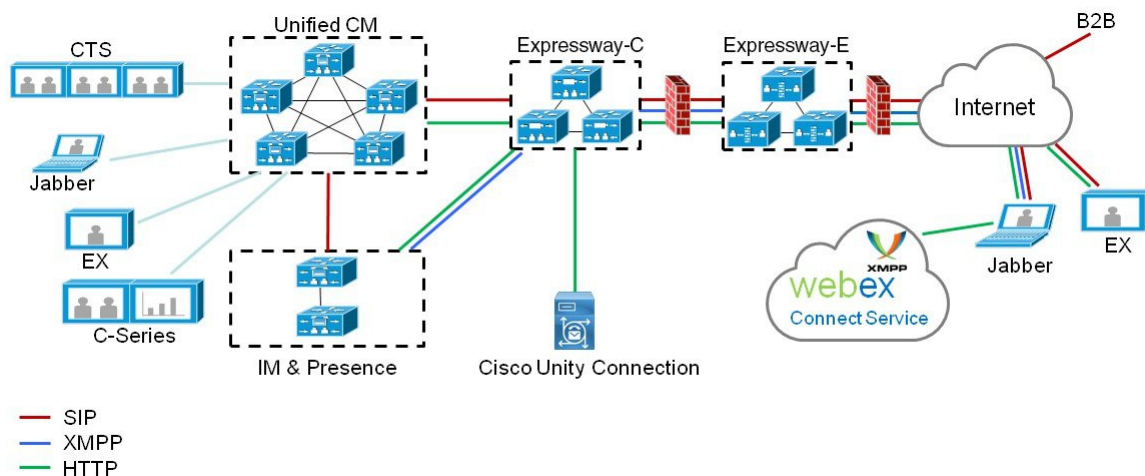 Unified CM
CTS
Expressway-C
Expressway-E
B2B
Internet
Jabber
EX
C-Series
IM & Presence
Cisco Unity Connection
XMPP
webex
Connect Service
Jabber
EX
SIP
XMPP
HTTP